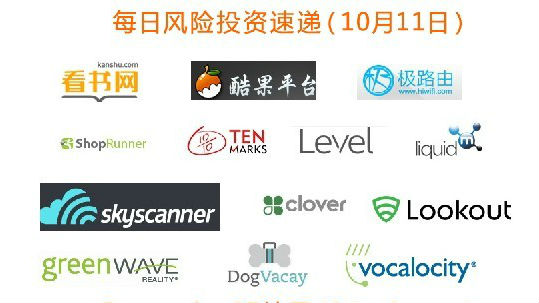 每日风险投资速递(10月11日)
kanshu.com
看书网
酷果平台
极路由
www.hiwifi.com
ShopRunner
10/10
TEN
MARKS
Level
liquid m
skyscanner
clover
Lookout
greenWAVE
REALITY®
DogVacay
vocalocity®